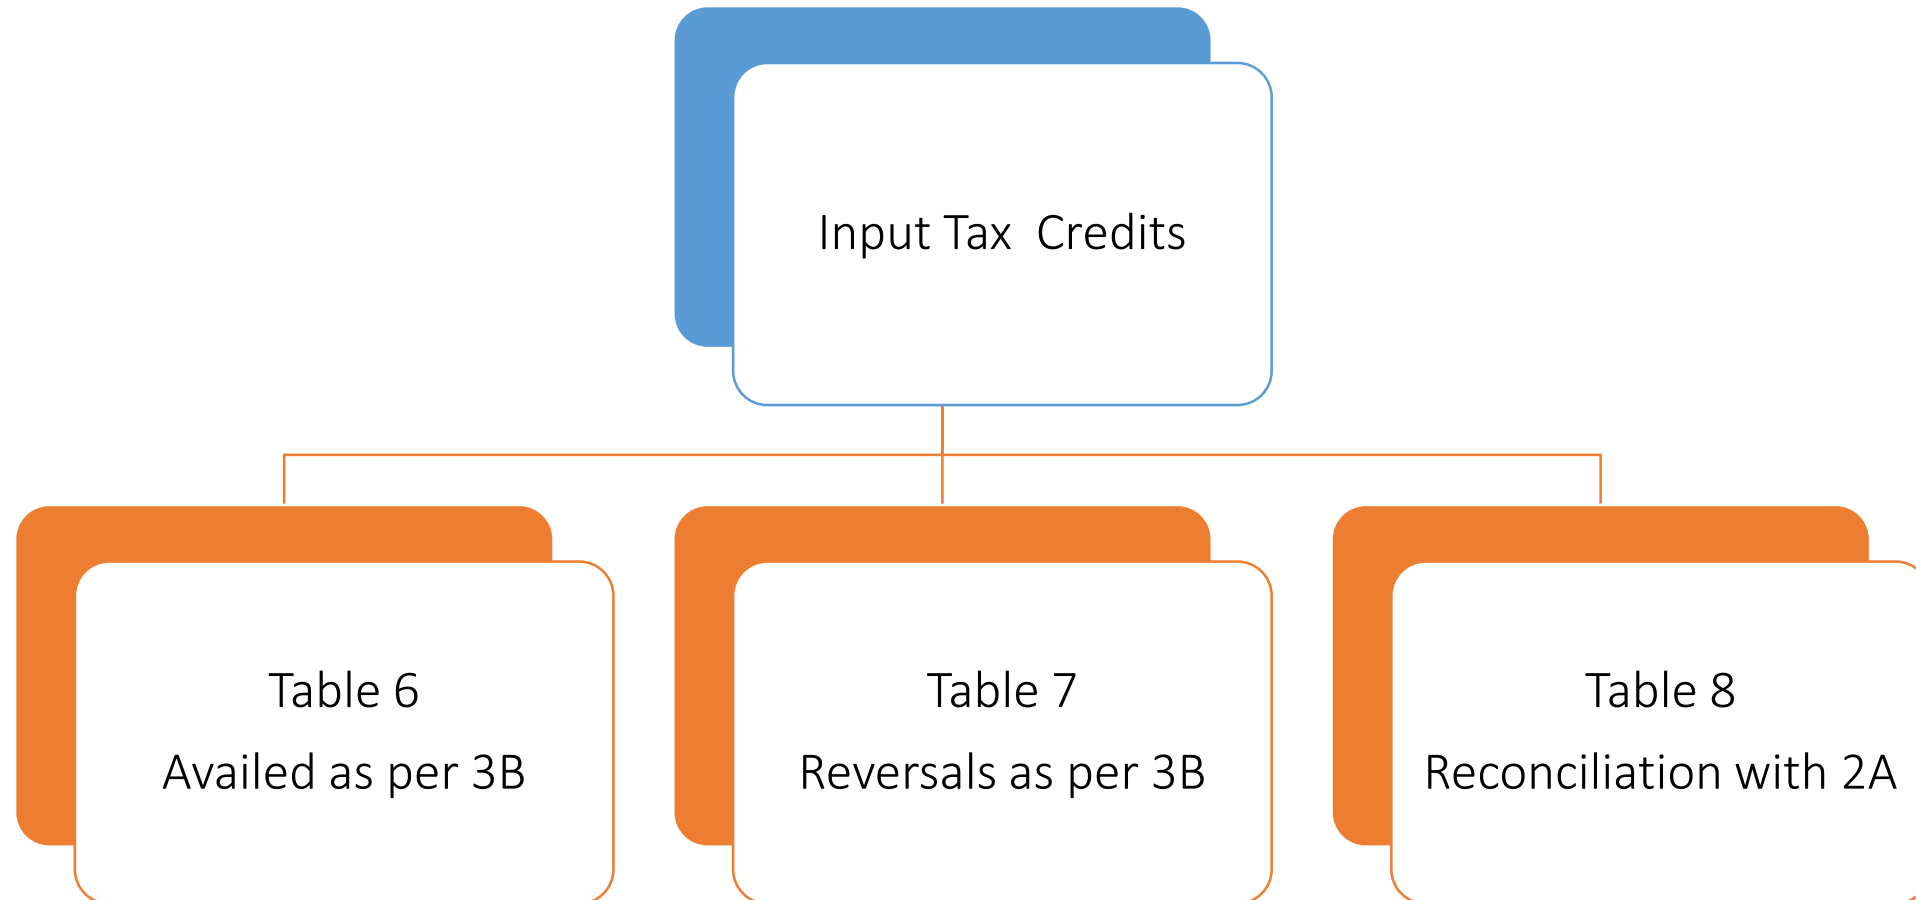 Input Tax  Credits
Table 6
Availed as per 3B
Table 7
Reversals as per 3B
Table 8
Reconciliation with 2A